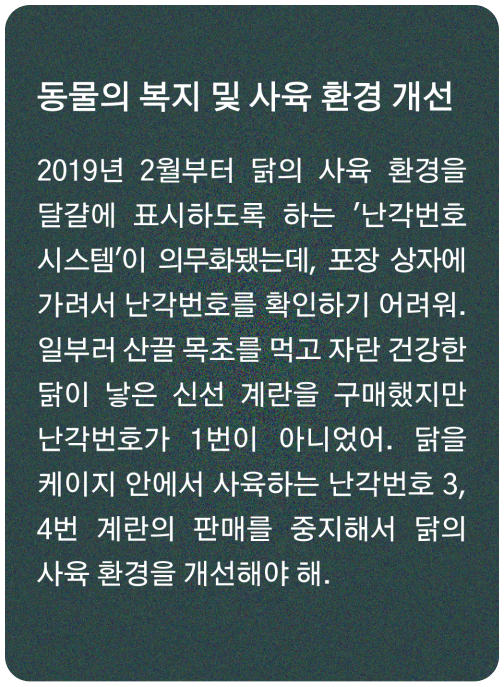 동물의 복지 및 사육 환경 개선
2019년 2월부터 닭의 사육 환경을
달걀에 표시하도록 하는 '난각번호
시스템'이 의무화됐는데, 포장 상자에
가려서 난각번호를 확인하기 어려워.
일부러 산끌 목초를 먹고 자란 건강한
닭이 낳은 신선 계란을 구매했지만
난각번호가 1번이 아니었어. 닭을
케이지 안에서 사육하는 난각번호 3,
4번 계란의 판매를 중지해서 닭의
사육 환경을 개선해야 해.